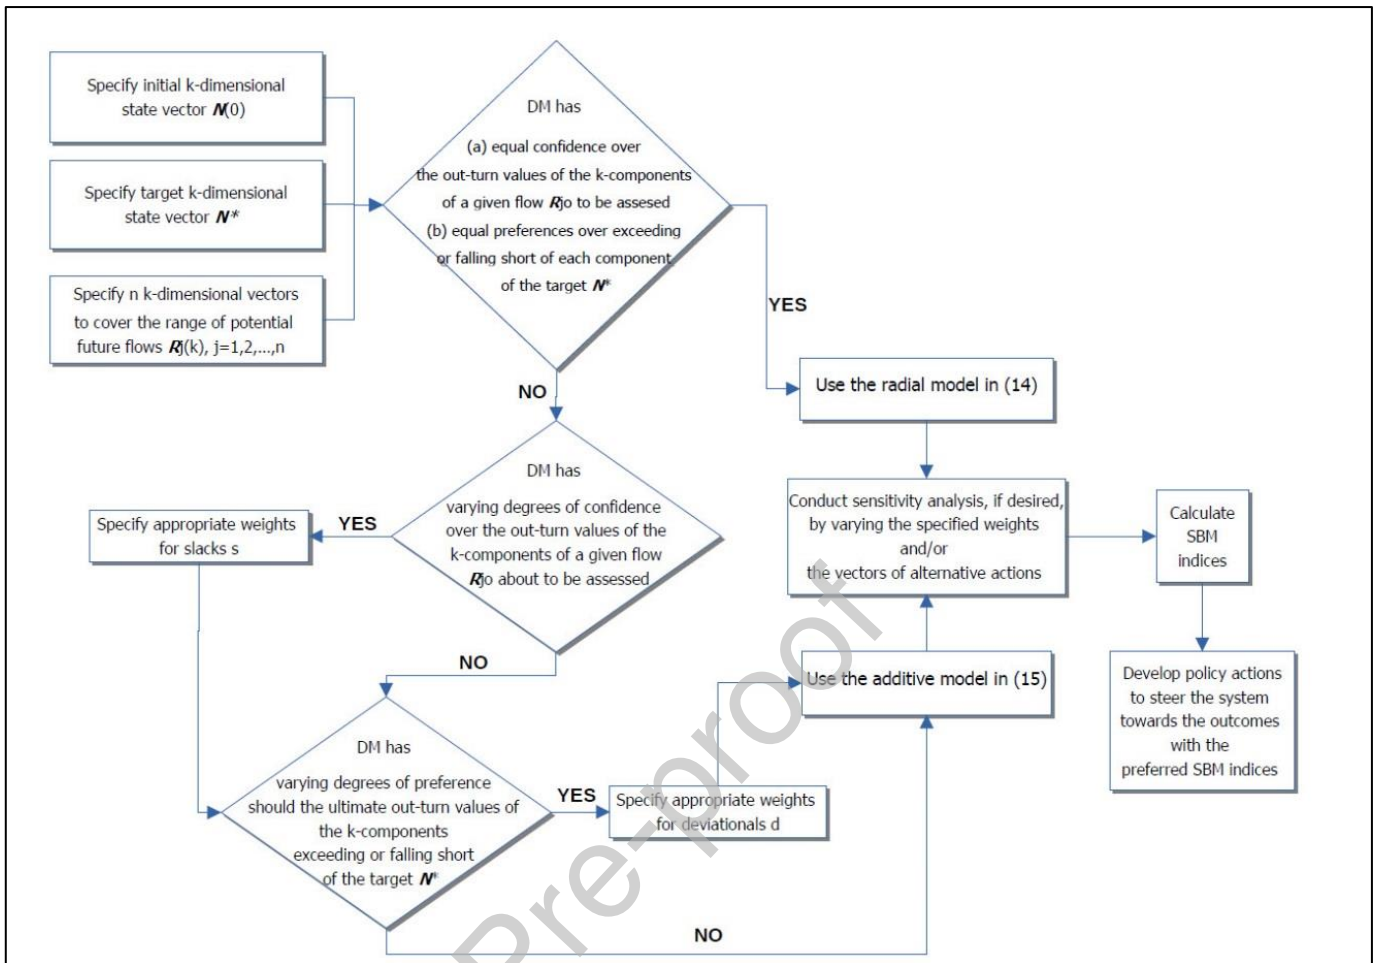 Specify initial k-dimensional
state vector N(0)
Specify target k-dimensional
state vector N*
Specify n k-dimensional vectors
to cover the range of potential
future flows Rj(k), j=1,2,...,n
DM has
(a) equal confidence over
the out-turn values of the k-components
of a given flow Rjo to be assesed
(b) equal preferences over exceeding
or falling short of each component
of the target N*
YES
NO
Use the radial model in (14)
DM has
varying degrees of confidence
over the out-turn values of the
k-components of a given flow
Rjo about to be assessed
YES
Specify appropriate weights
for slacks s
NO
Conduct sensitivity analysis, if desired,
by varying the specified weights
and/or
the vectors of alternative actions
Calculate
SBM
indices
Use the additive model in (15)
Develop policy actions
to steer the system
towards the outcomes
with the
preferred SBM indices
DM has
varying degrees of preference
should the ultimate out-turn values of
the k-components
exceeding or falling short
of the target N*
YES
Specify appropriate weights
for deviationals d
NO
Pre-proof